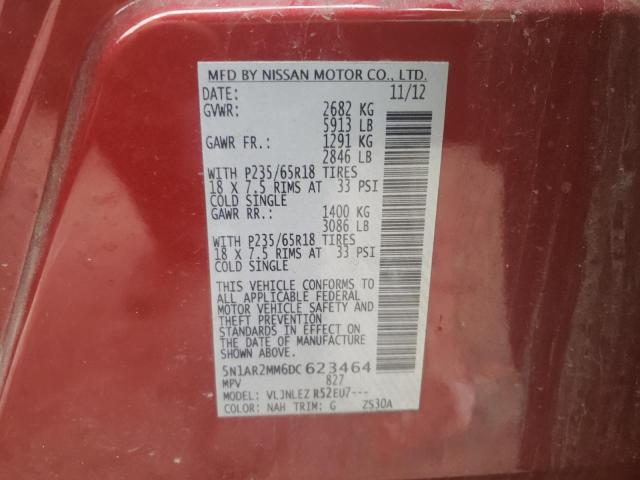 MFD BY NISSAN MOTOR CO., LTD.
DATE: 11/12
GVWR: 2682 KG
5913 LB
GAWR FR.: 1291 KG
2846 LB
WITH P235/65R18 TIRES
18 X 7.5 RIMS AT 33 PSI
COLD SINGLE
GAWR RR.: 1400 KG
3086 LB
WITH P235/65R18 TIRES
18 X 7.5 RIMS AT 33 PSI
COLD SINGLE
THIS VEHICLE CONFORMS TO
ALL APPLICABLE FEDERAL
MOTOR VEHICLE SAFETY AND
THEFT PREVENTION
STANDARDS IN EFFECT ON
THE DATE OF MANUFACTURE
SHOWN ABOVE.
5N1AR2MM6DC623464
MPV 827
MODEL: VLJNLEZ R52EU7---
COLOR: NAH TRIM: G ZS30A